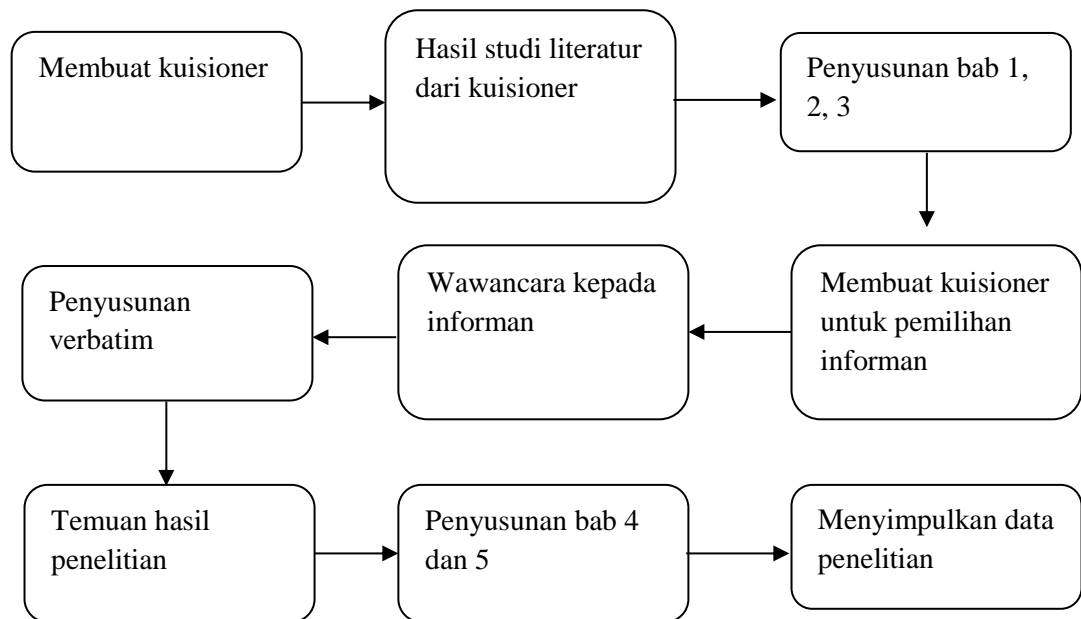 Membuat kuisioner
Hasil studi literatur
dari kuisioner
Penyusunan bab 1,
2, 3
Membuat kuisioner
untuk pemilihan
informan
Wawancara kepada
informan
Penyusunan
verbatim
Temuan hasil
penelitian
Penyusunan bab 4
dan 5
Menyimpulkan data
penelitian